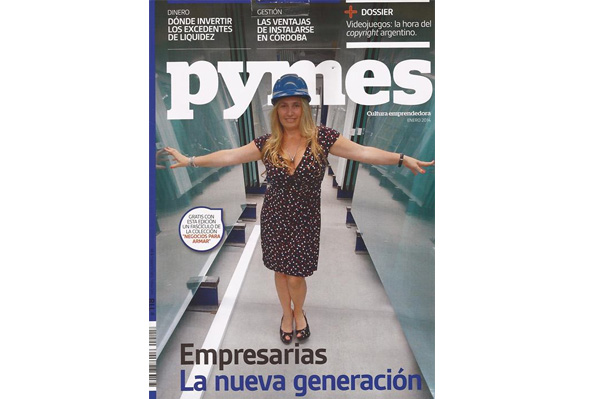 DINERO
DÓNDE INVERTIR
LOS EXCEDENTES
DE LIQUIDEZ
GESTIÓN
LAS VENTAJAS
DE INSTALARSE
EN CÓRDOBA
+ DOSSIER
Videojuegos: la hora del
copyright argentino.
pymes
Cultura emprendedora
ENERO 2014
GRATIS CON
ESTA EDICIÓN
UN FASCÍCULO DE
LA COLECCIÓN
"NEGOCIOS PARA
ARMAR"
Empresarias
La nueva generación